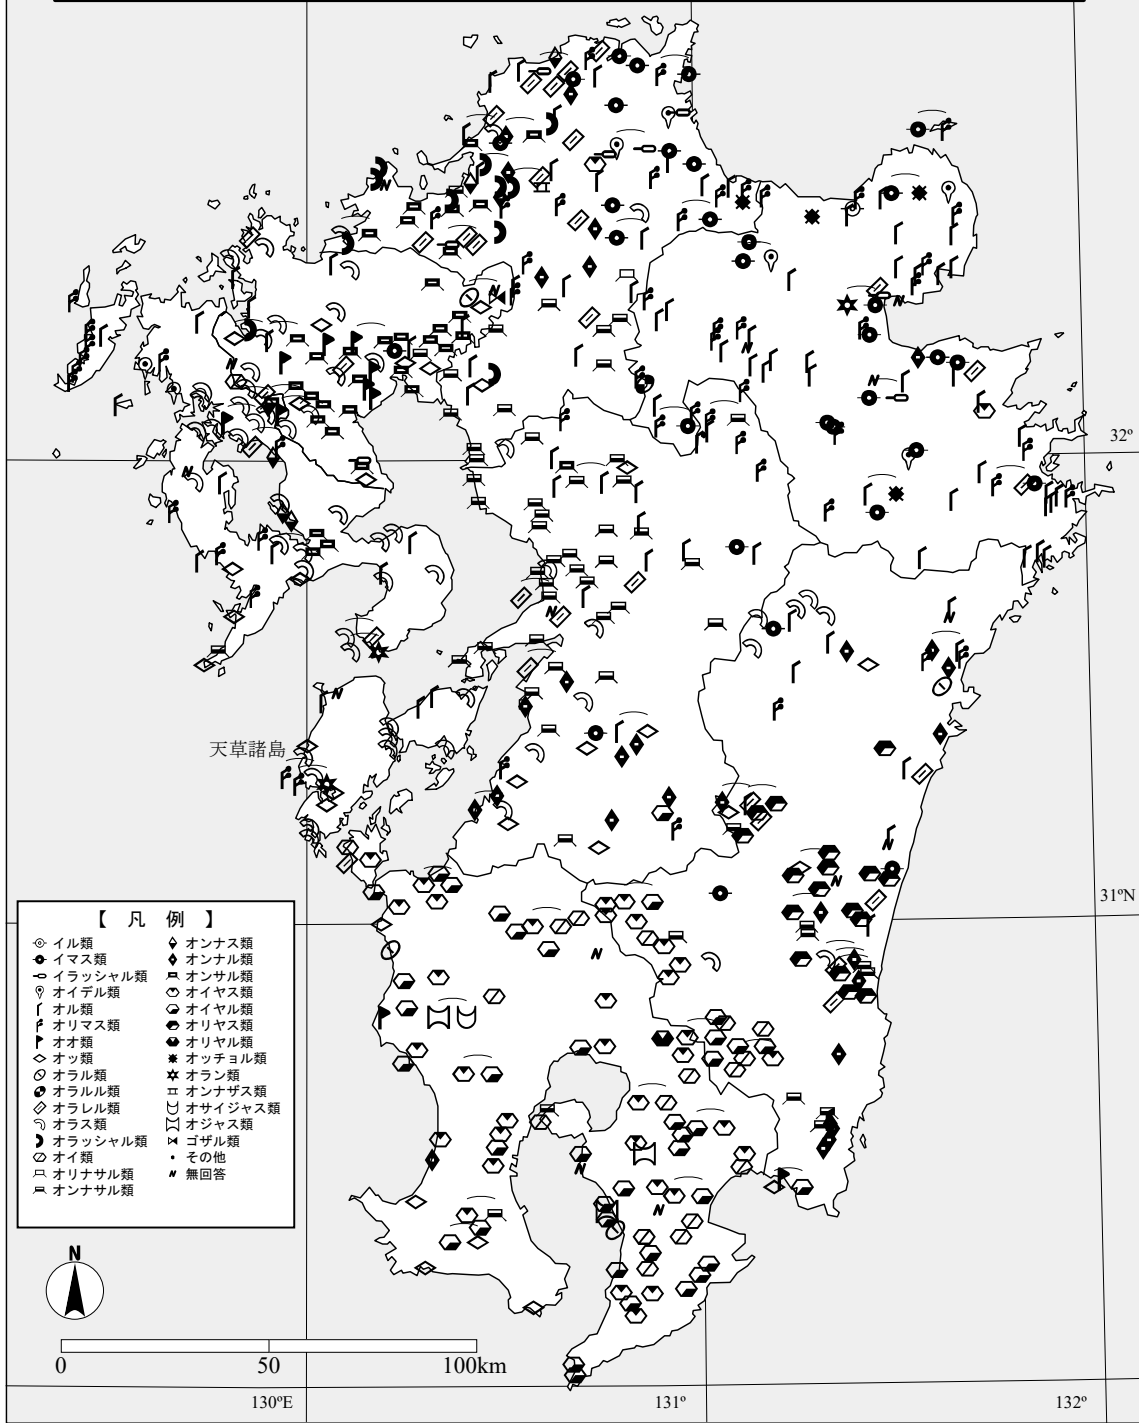 32º
天草諸島
31ºN
【 凡 例 】
イル類
イマス類
イラッシャル類
オイデル類
オル類
オリマス類
オオ類
オッ類
オラル類
オラルル類
オラレル類
オラス類
オラッシャル類
オイ類
オリナサル類
オンナサル類
オンナス類
オンナル類
オンサル類
オイヤス類
オイヤル類
オリヤス類
オリヤル類
オッチョル類
オラン類
オンナザス類
オサイジャス類
オジャス類
ゴザル類
その他
無回答
N
0 50 100km
130ºE 131º 132º